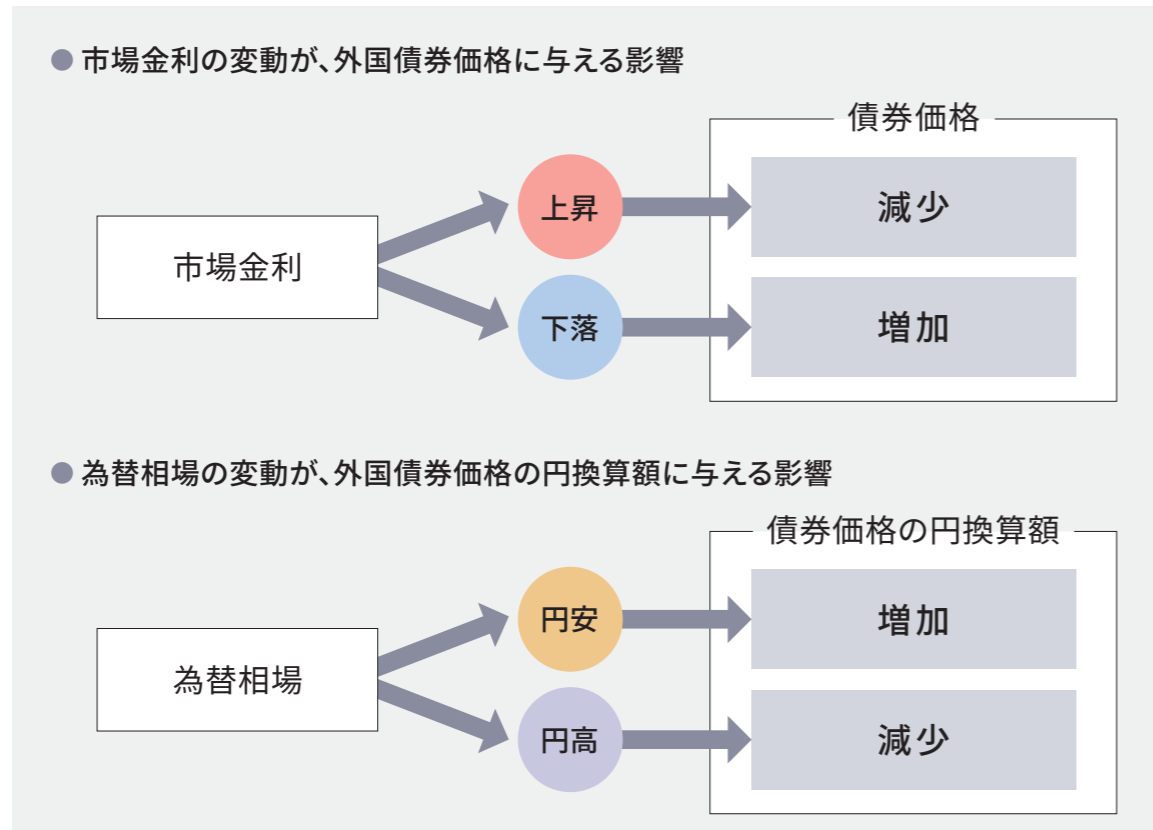 ● 市場金利の変動が、外国債券価格に与える影響
債券価格
市場金利
上昇
減少
下落
増加
● 為替相場の変動が、外国債券価格の円換算額に与える影響
債券価格の円換算額
為替相場
円安
増加
円高
減少